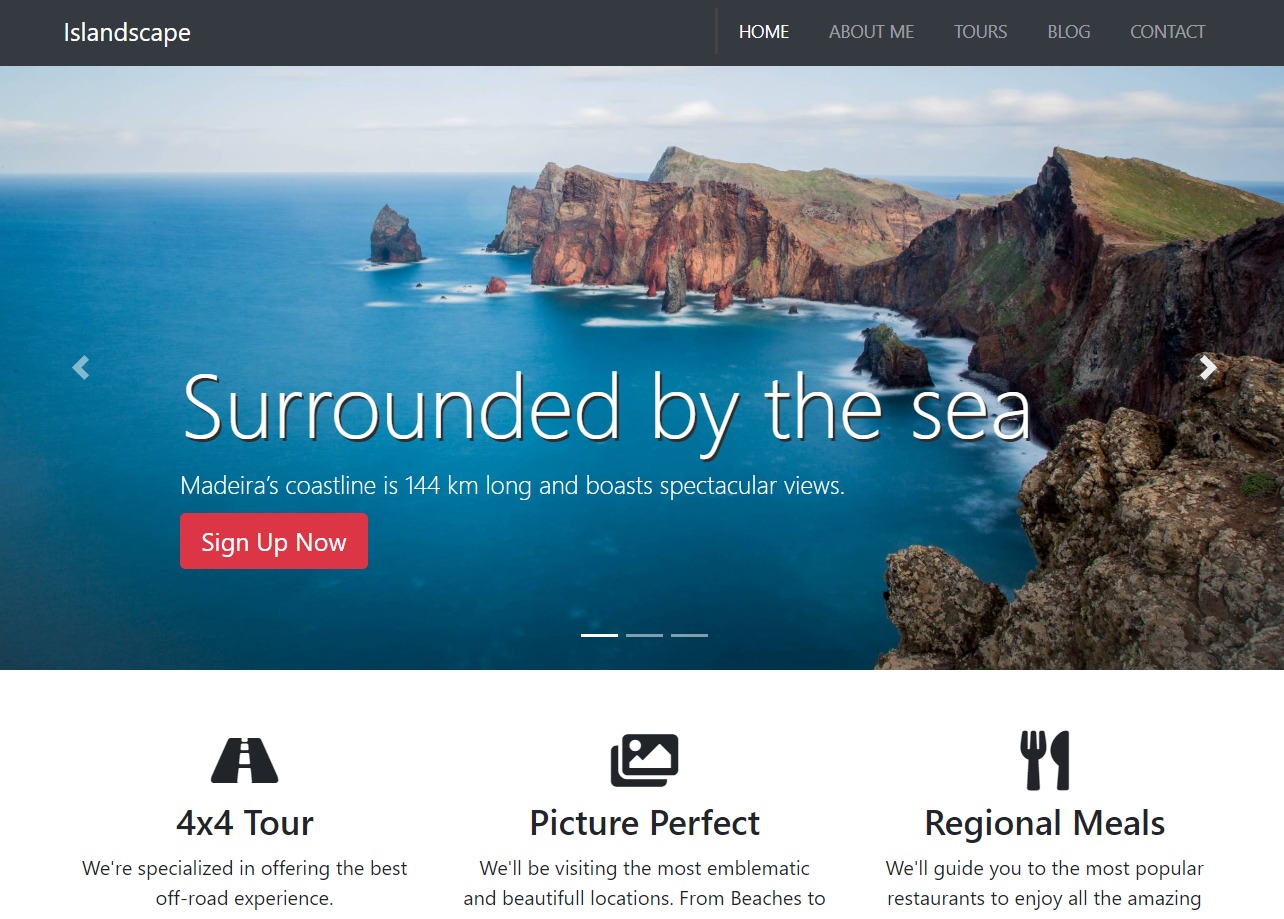 Islandscape
HOME ABOUT ME TOURS BLOG CONTACT
Surrounded by the sea
Madeira’s coastline is 144 km long and boasts spectacular views.
Sign Up Now
4x4 Tour
We're specialized in offering the best
off-road experience.
Picture Perfect
We'll be visiting the most emblematic
and beautifull locations. From Beaches to
Regional Meals
We'll guide you to the most popular
restaurants to enjoy all the amazing